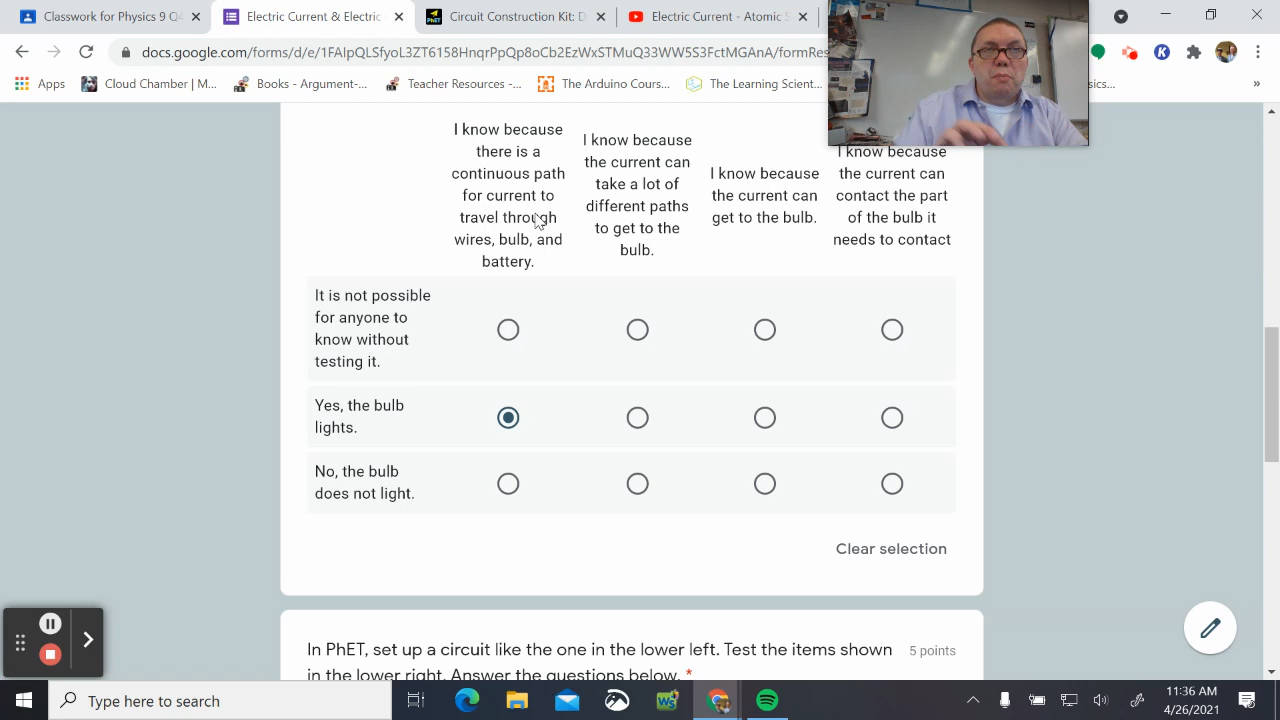 Classwork for Physics 9 G
Electric Current & Electric
Circuit Construction Kit: D
Electric Current - Atomic S
docs.google.com/forms/d/e/
Apps
Books - Argument-...
Teacher Resources -...
The Arduino Cours...
The Learning Scient...
I know because
there is a
continuous path
for current to
travel through
wires, bulb, and
battery.
I know because
the current can
take a lot of
different paths
to get to the
bulb.
I know because
the current can
get to the bulb.
I know because
the current can
contact the part
of the bulb it
needs to contact
It is not possible
for anyone to
know without
testing it.
Yes, the bulb
lights.
No, the bulb
does not light.
Clear selection
In PhET, set up a circuit like the one in the lower left. Test the items shown
5 points
in the lower right. Answer the questions below. *
Type here to search
11:36 AM
4/26/2021